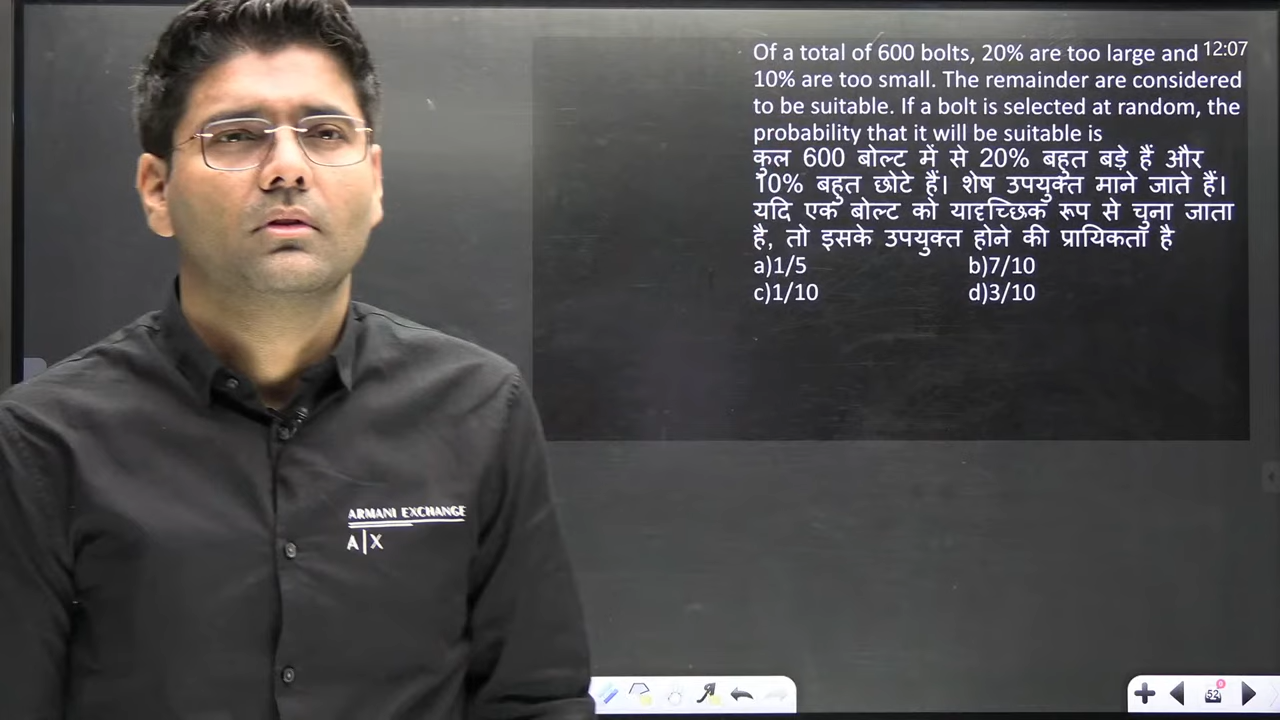 Of a total of 600 bolts, 20% are too large and
12:07
10% are too small. The remainder are considered
to be suitable. If a bolt is selected at random, the
probability that it will be suitable is
कुल 600 बोल्ट में से 20% बहुत बड़े हैं और
10% बहुत छोटे हैं। शेष उपयुक्त माने जाते हैं।
यदि एक बोल्ट को यादृच्छिक रूप से चुना जाता
है, तो इसके उपयुक्त होने की प्रायिकता है
a)1/5 b)7/10
c)1/10 d)3/10
ARMANI EXCHANGE
A|X
52